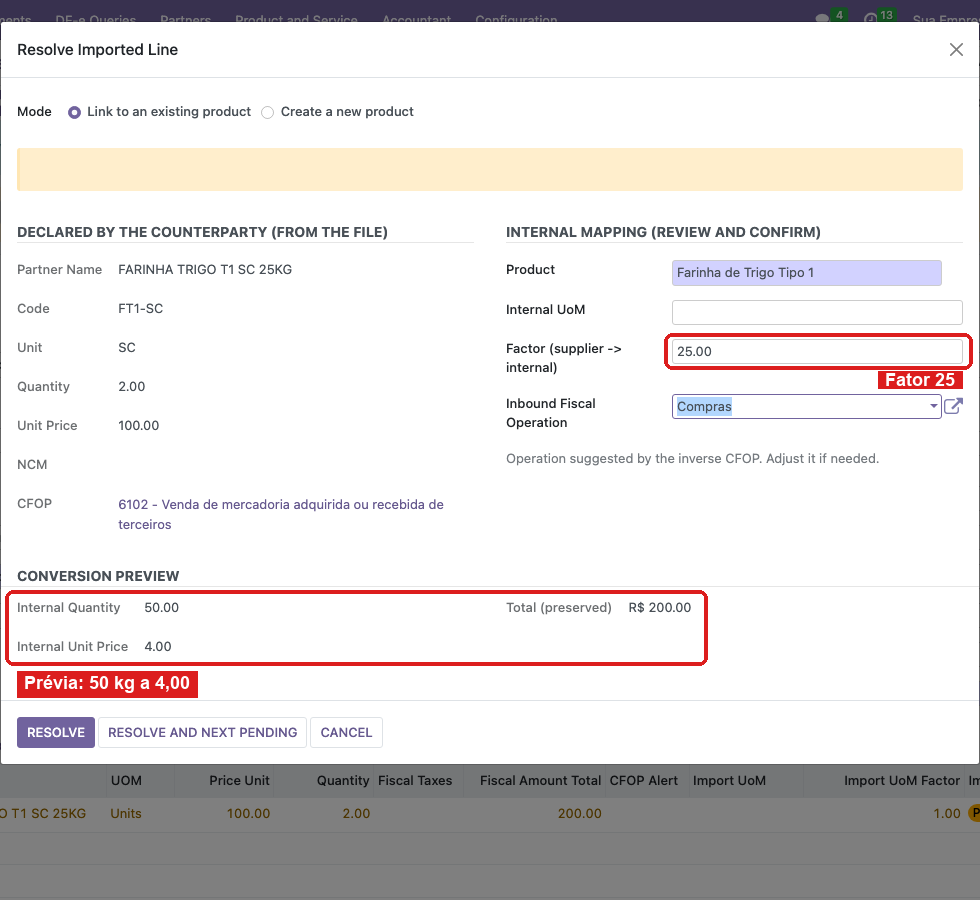 DF-e Queries Partners Product and Service Accountant Configuration 4 13 Sua
Resolve Imported Line
Mode Link to an existing product Create a new product
DECLARED BY THE COUNTERPARTY (FROM THE FILE)
Partner Name FARINHA TRIGO T1 SC 25KG
Code FT1-SC
Unit SC
Quantity 2.00
Unit Price 100.00
NCM
CFOP 6102 - Venda de mercadoria adquirida ou recebida de
terceiros
INTERNAL MAPPING (REVIEW AND CONFIRM)
Product Farinha de Trigo Tipo 1
Internal UoM
Factor (supplier -> 25.00
internal)
Fator 25
Inbound Fiscal Compras
Operation
Operation suggested by the inverse CFOP. Adjust it if needed.
CONVERSION PREVIEW
Internal Quantity 50.00 Total (preserved) R$ 200.00
Internal Unit Price 4.00
Prévia: 50 kg a 4,00
RESOLVE RESOLVE AND NEXT PENDING CANCEL
UOM Price Unit Quantity Fiscal Taxes Fiscal Amount Total CFOP Alert Import UoM Import UoM Factor
T1 SC 25KG Units 100.00 2.00 200.00 1.00